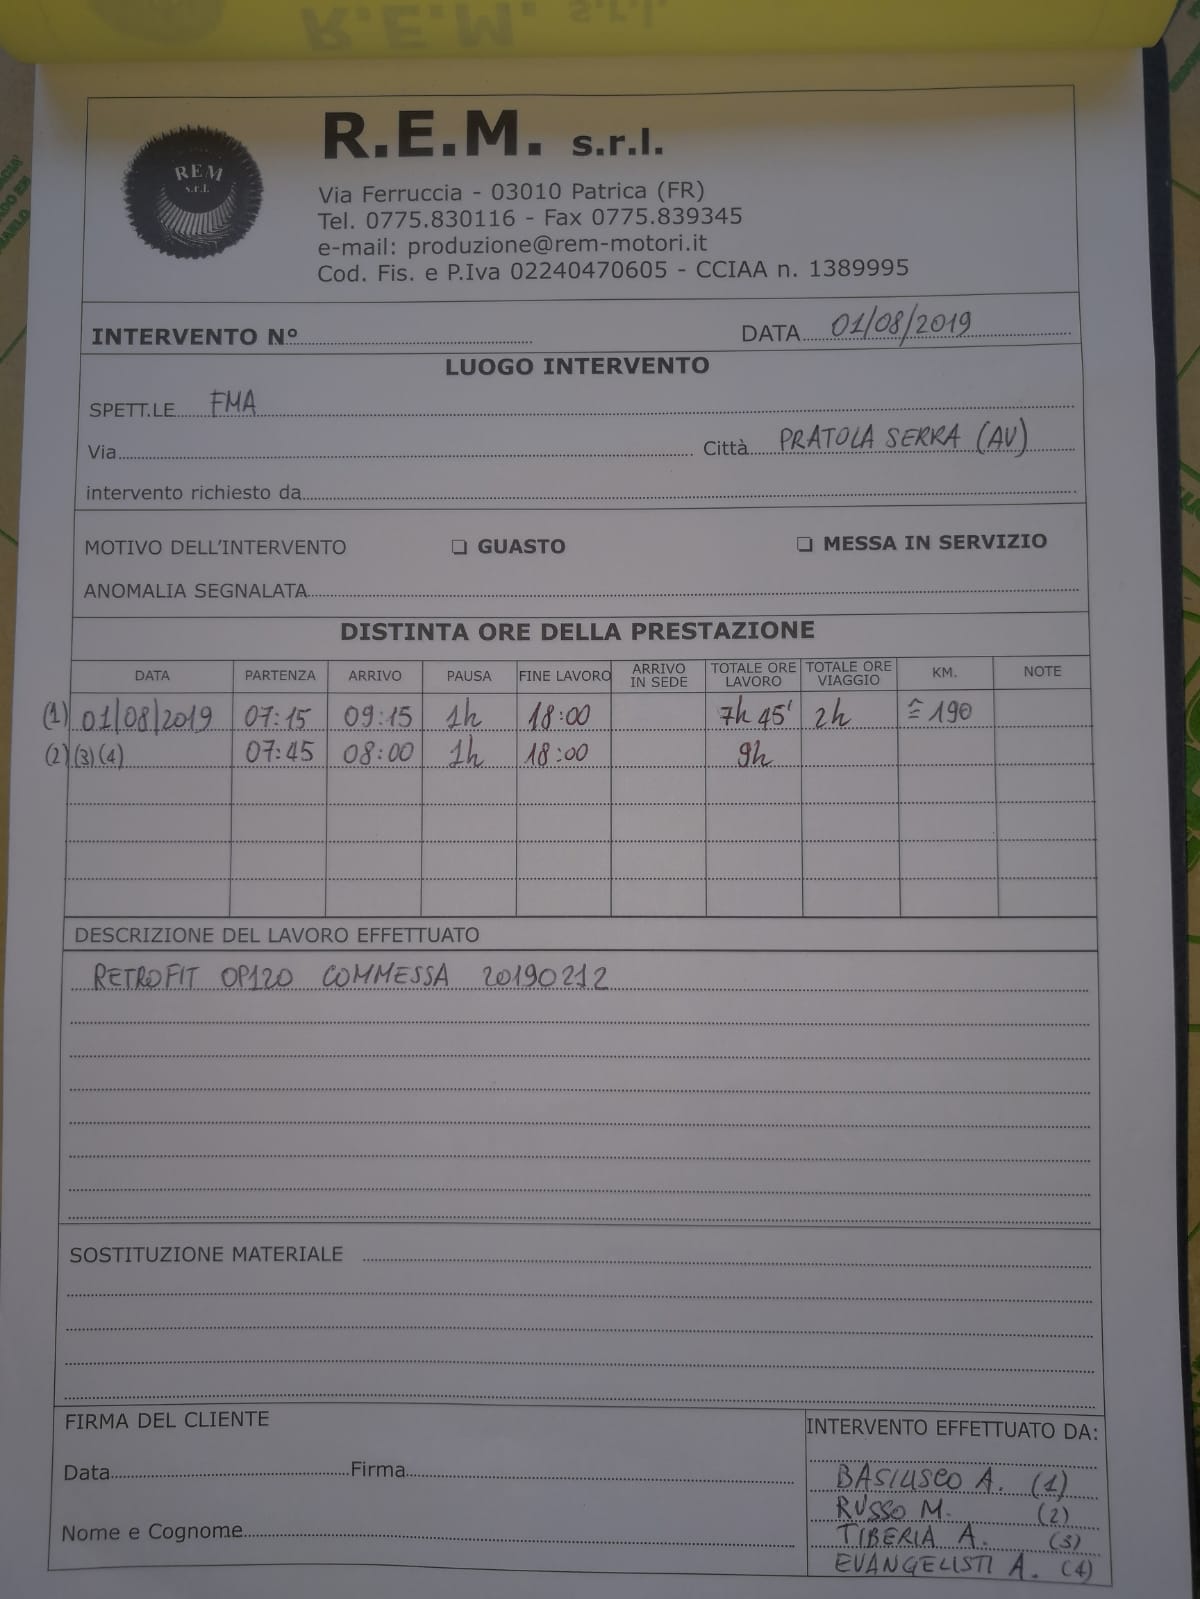 R.E.M. s.r.l.
REM
s.r.l.
R.E.M. s.r.l.
Via Ferruccia - 03010 Patrica (FR)
Tel. 0775.830116 - Fax 0775.839345
e-mail: produzione@rem-motori.it
Cod. Fis. e P.Iva 02240470605 - CCIAA n. 1389995
INTERVENTO N° DATA 01/08/2019
LUOGO INTERVENTO
SPETT.LE FMA
Via Città PRATOLA SERRA (AV)
intervento richiesto da
MOTIVO DELL'INTERVENTO ❏ GUASTO ❏ MESSA IN SERVIZIO
ANOMALIA SEGNALATA
DISTINTA ORE DELLA PRESTAZIONE
DATA PARTENZA ARRIVO PAUSA FINE LAVORO ARRIVO IN SEDE TOTALE ORE LAVORO TOTALE ORE VIAGGIO KM. NOTE
(1) 01/08/2019 07:15 09:15 1h 18:00 7h 45' 2h ≅ 190
(2)(3)(4) 07:45 08:00 1h 18:00 9h
DESCRIZIONE DEL LAVORO EFFETTUATO
RETROFIT OP120 COMMESSA 20190212
SOSTITUZIONE MATERIALE
FIRMA DEL CLIENTE
Data Firma
Nome e Cognome
INTERVENTO EFFETTUATO DA:
A. (1)
RUSSO M. (2)
TIBERIA A. (3)
EVANGELISTI A. (4)